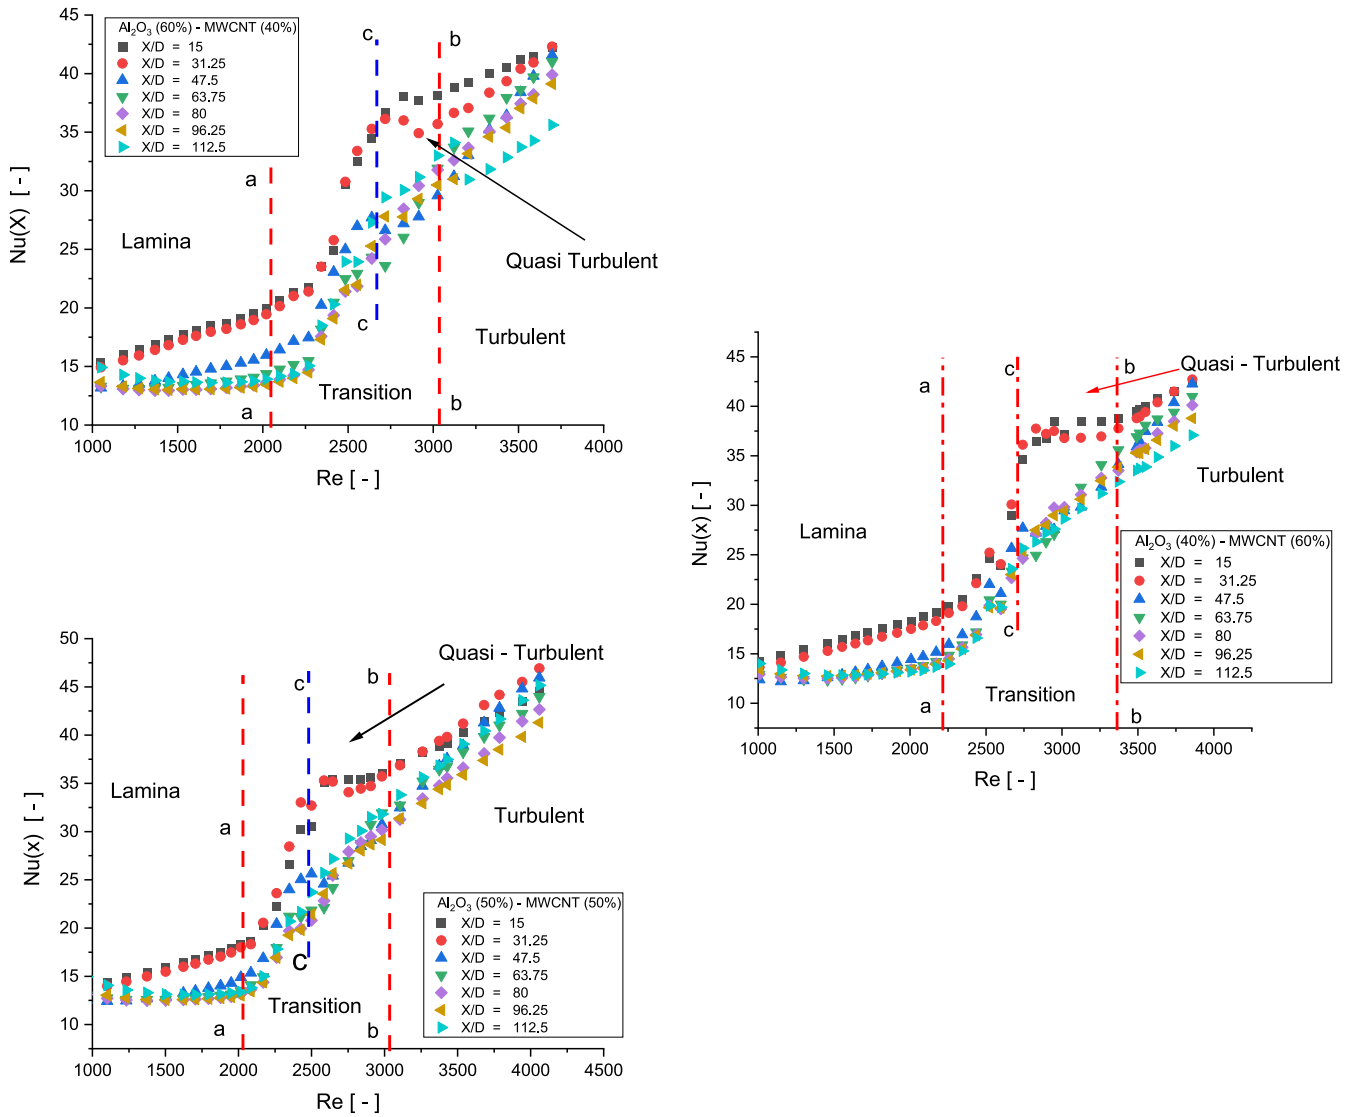 45
40
35
30
25
20
15
10
Nu(X) [ - ]
Al₂O₃ (60%) - MWCNT (40%)
X/D = 15
X/D = 31.25
X/D = 47.5
X/D = 63.75
X/D = 80
X/D = 96.25
X/D = 112.5
c
b
a
Lamina
Quasi Turbulent
c
Turbulent
Transition
a
b
1000 1500 2000 2500 3000 3500 4000
Re [ - ]
45
40
35
30
25
20
15
10
Nu(x) [ - ]
a
c
b
Quasi - Turbulent
Turbulent
Lamina
Al₂O₃ (40%) - MWCNT (60%)
X/D = 15
X/D = 31.25
X/D = 47.5
X/D = 63.75
X/D = 80
X/D = 96.25
X/D = 112.5
c
Transition
a
b
1000 1500 2000 2500 3000 3500 4000
Re [ - ]
50
45
40
35
30
25
20
15
10
Nu(x) [ - ]
Quasi - Turbulent
c
b
Lamina
a
Turbulent
Al₂O₃ (50%) - MWCNT (50%)
X/D = 15
X/D = 31.25
X/D = 47.5
X/D = 63.75
X/D = 80
X/D = 96.25
X/D = 112.5
c
Transition
a
b
1000 1500 2000 2500 3000 3500 4000 4500
Re [ - ]